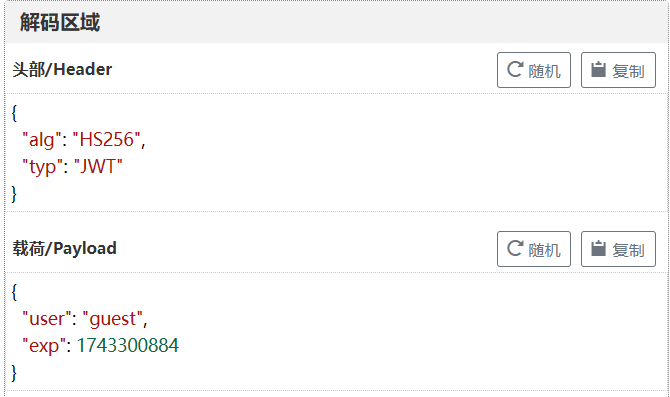 解码区域
头部/Header 随机 复制
{
"alg": "HS256",
"typ": "JWT"
}
载荷/Payload 随机 复制
{
"user": "guest",
"exp": 1743300884
}